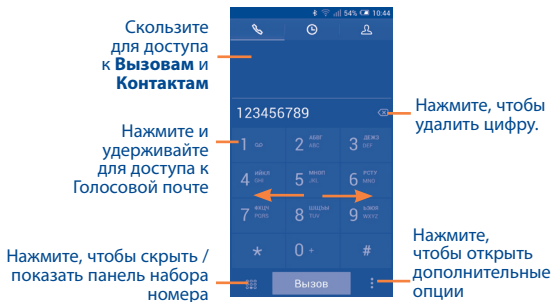 54% 10:44
Скользите
для доступа
к Вызовам и
Контактам
123456789
Нажмите, чтобы
удалить цифру.
Нажмите и
удерживайте
для доступа к
Голосовой почте
1
2 АБВГ ABC
3 ДЕЖЗ DEF
4 ИЙКЛ GHI
5 МНОП JKL
6 РСТУ MNO
7 ФХЦЧ PQRS
8 ШЩЪЫ TUV
9 ЬЭЮЯ WXYZ
* 0 + #
Нажмите, чтобы скрыть /
показать панель набора
номера
Вызов
Нажмите,
чтобы открыть
дополнительные
опции